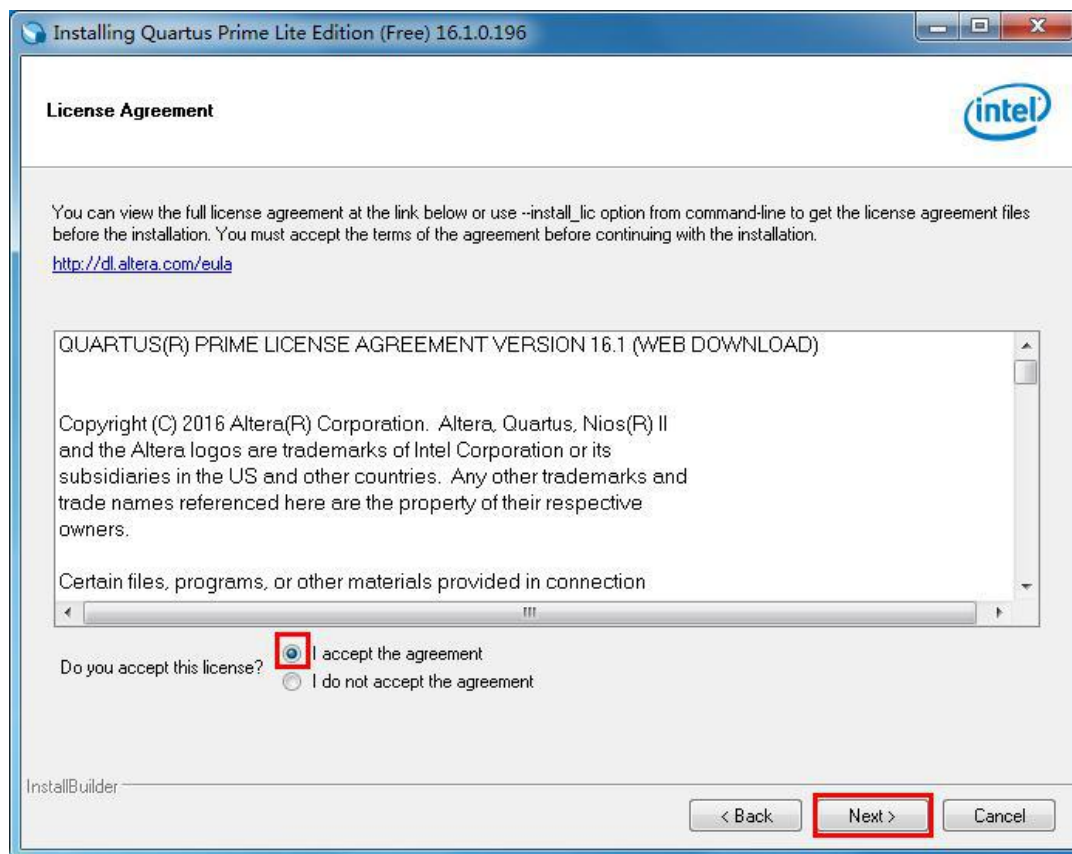 Installing Quartus Prime Lite Edition (Free) 16.1.0.196
License Agreement
intel
You can view the full license agreement at the link below or use --install_lic option from command-line to get the license agreement files
before the installation. You must accept the terms of the agreement before continuing with the installation.
http://dl.altera.com/eula
QUARTUS(R) PRIME LICENSE AGREEMENT VERSION 16.1 (WEB DOWNLOAD)
Copyright (C) 2016 Altera(R) Corporation. Altera, Quartus, Nios(R) II
and the Altera logos are trademarks of Intel Corporation or its
subsidiaries in the US and other countries. Any other trademarks and
trade names referenced here are the property of their respective
owners.
Certain files, programs, or other materials provided in connection
Do you accept this license?
I accept the agreement
I do not accept the agreement
InstallBuilder
< Back
Next >
Cancel